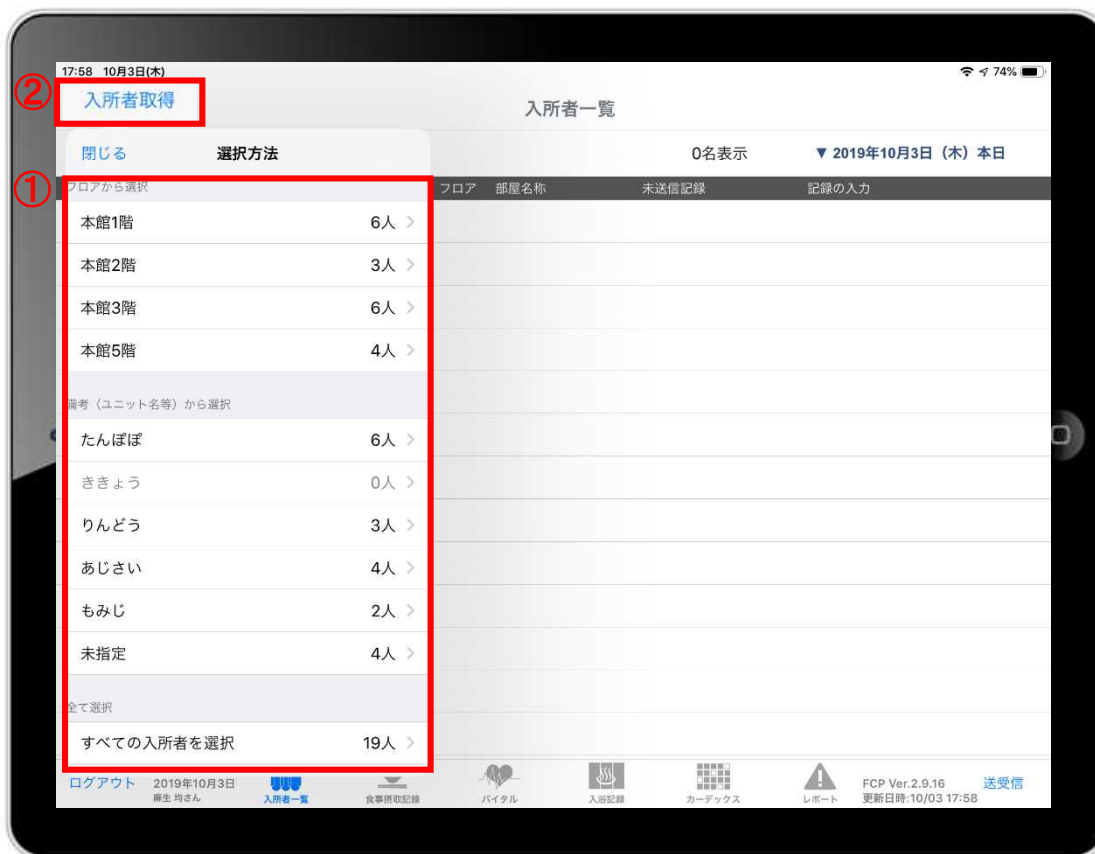 17:58 10月3日(木)
74%
②
入所者取得
入所者一覧
閉じる 選択方法
0名表示
▼ 2019年10月3日（木）本日
①
フロアから選択
フロア 部屋名称 未送信記録 記録の入力
本館1階 6人
本館2階 3人
本館3階 6人
本館5階 4人
備考（ユニット名等）から選択
たんぽぽ 6人
ききょう 0人
りんどう 3人
あじさい 4人
もみじ 2人
未指定 4人
全て選択
すべての入所者を選択 19人
ログアウト
2019年10月3日
麻生 均さん
入所者一覧
食事摂取記録
バイタル
入浴記録
カーデックス
レポート
FCP Ver.2.9.16
更新日時:10/03 17:58
送受信